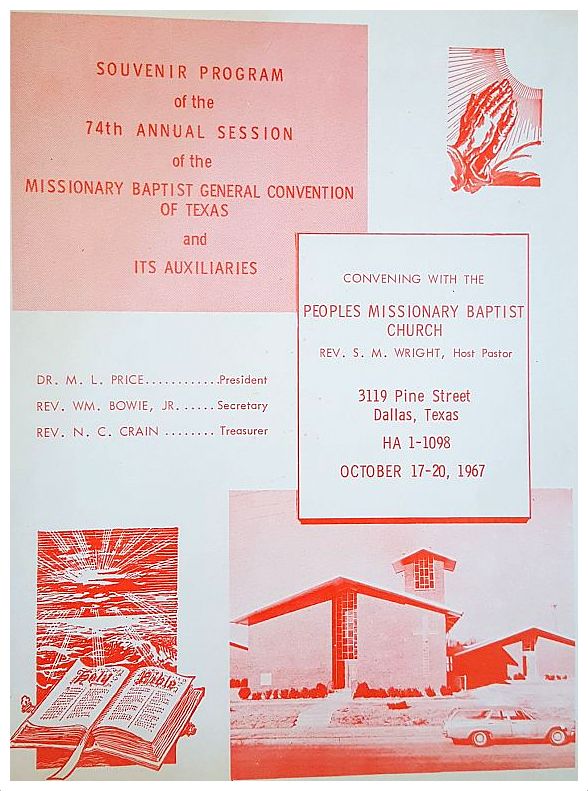 SOUVENIR PROGRAM
of the
74th ANNUAL SESSION
of the
MISSIONARY BAPTIST GENERAL CONVENTION
OF TEXAS
and
ITS AUXILIARIES
CONVENING WITH THE
PEOPLES MISSIONARY BAPTIST
CHURCH
REV. S. M. WRIGHT, Host Pastor
3119 Pine Street
Dallas, Texas
HA 1-1098
OCTOBER 17-20, 1967
DR. M. L. PRICE............President
REV. WM. BOWIE, JR. ......Secretary
REV. N. C. CRAIN ........ Treasurer
Holy Bible